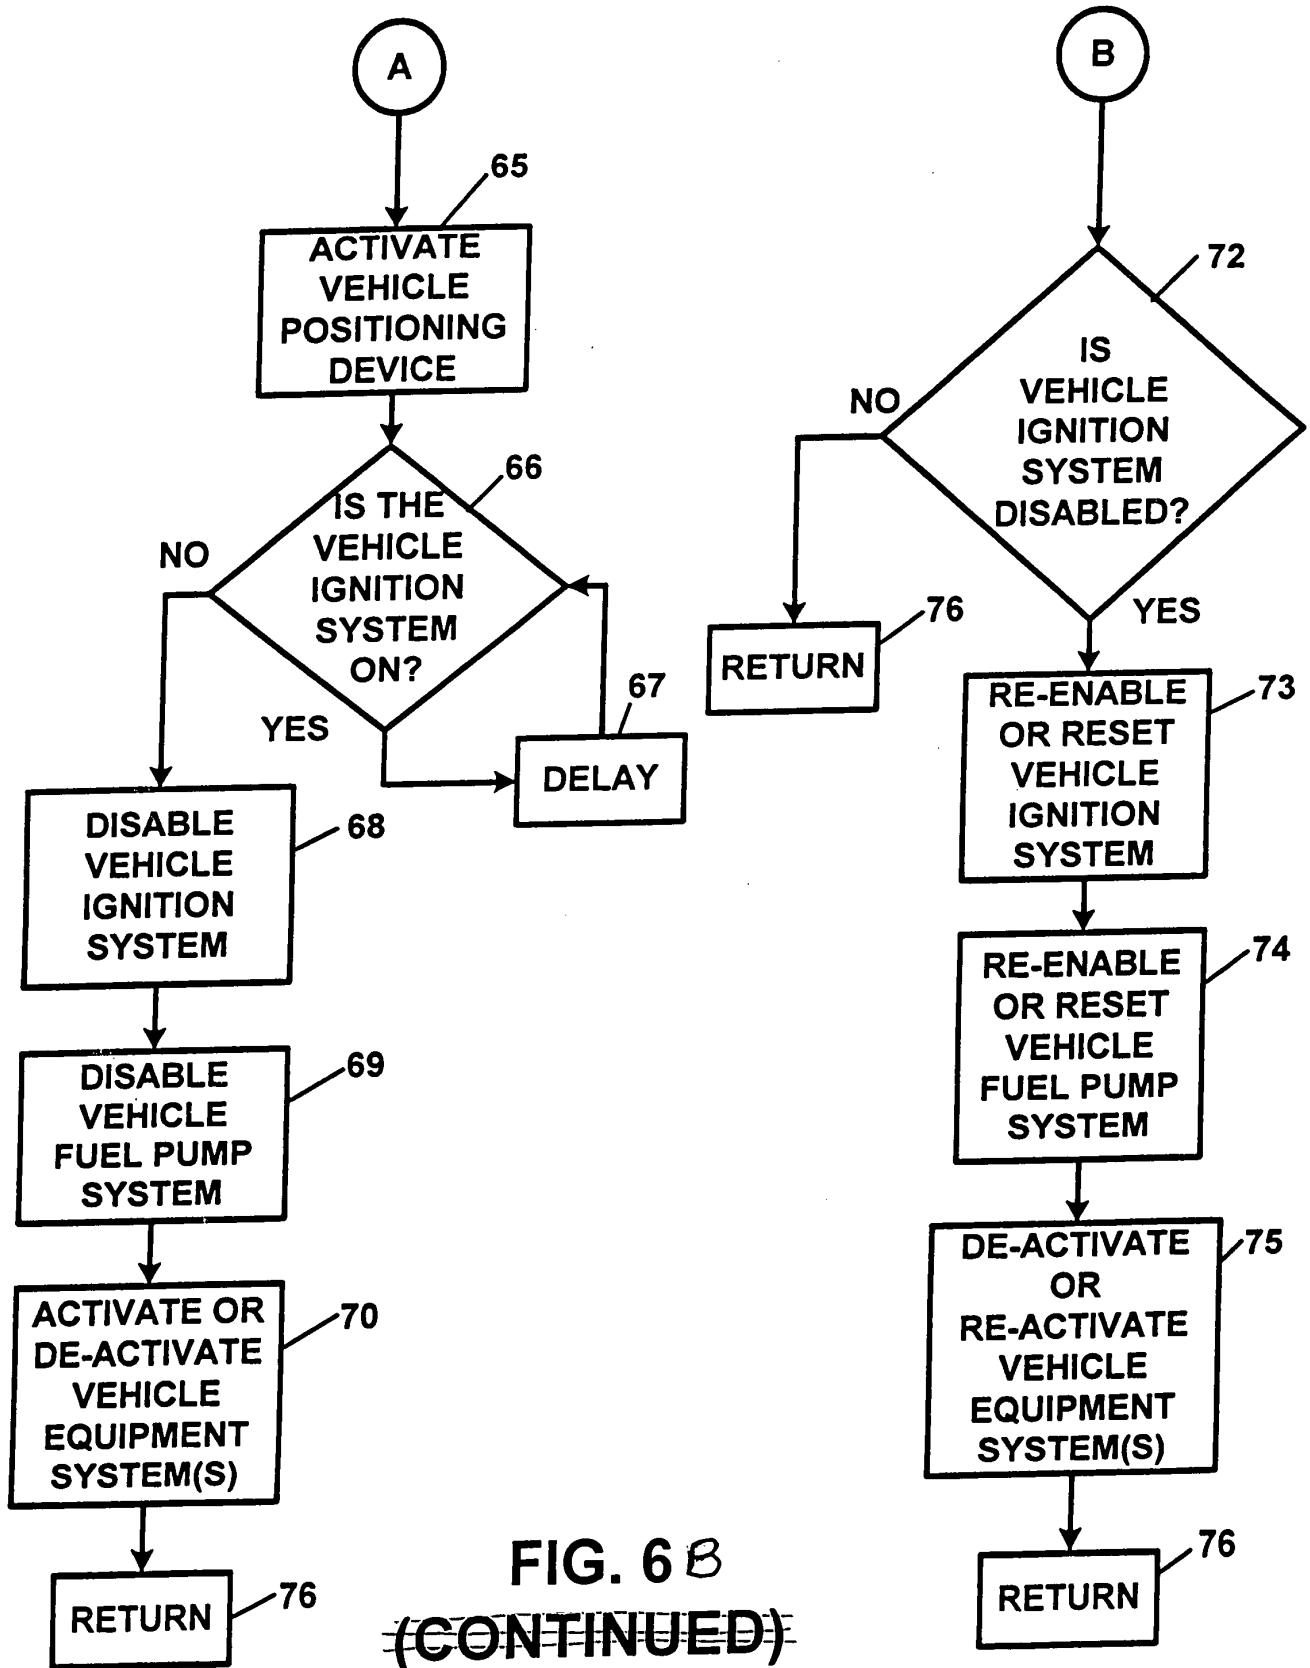 A
65
ACTIVATE
VEHICLE
POSITIONING
DEVICE
66
IS THE
VEHICLE
IGNITION
SYSTEM
ON?
NO
YES
67
DELAY
68
DISABLE
VEHICLE
IGNITION
SYSTEM
69
DISABLE
VEHICLE
FUEL PUMP
SYSTEM
70
ACTIVATE OR
DE-ACTIVATE
VEHICLE
EQUIPMENT
SYSTEM(S)
76
RETURN
B
72
IS
VEHICLE
IGNITION
SYSTEM
DISABLED?
NO
76
RETURN
YES
73
RE-ENABLE
OR RESET
VEHICLE
IGNITION
SYSTEM
74
RE-ENABLE
OR RESET
VEHICLE
FUEL PUMP
SYSTEM
75
DE-ACTIVATE
OR
RE-ACTIVATE
VEHICLE
EQUIPMENT
SYSTEM(S)
76
RETURN
FIG. 6 B
(CONTINUED)